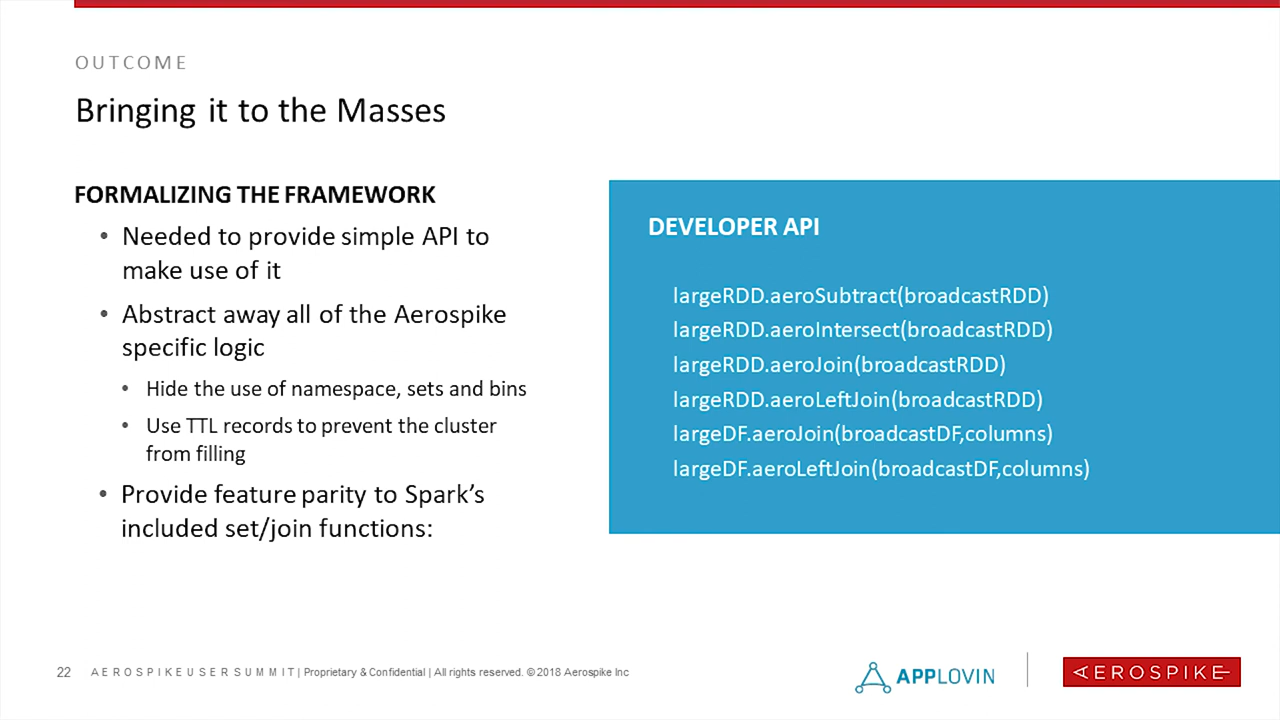 OUTCOME
Bringing it to the Masses
FORMALIZING THE FRAMEWORK
• Needed to provide simple API to
make use of it
• Abstract away all of the Aerospike
specific logic
• Hide the use of namespace, sets and bins
• Use TTL records to prevent the cluster
from filling
• Provide feature parity to Spark's
included set/join functions:
DEVELOPER API
largeRDD.aeroSubtract(broadcastRDD)
largeRDD.aeroIntersect(broadcastRDD)
largeRDD.aeroJoin(broadcastRDD)
largeRDD.aeroLeftJoin(broadcastRDD)
largeDF.aeroJoin(broadcastDF,columns)
largeDF.aeroLeftJoin(broadcastDF,columns)
22 AEROSPIKE USER SUMMIT | Proprietary & Confidential | All rights reserved. © 2018 Aerospike Inc
APPLOVIN
AEROSPIKE